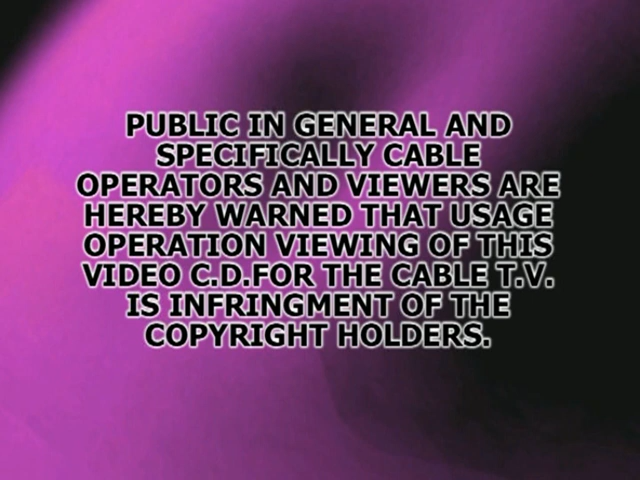 PUBLIC IN GENERAL AND
SPECIFICALLY CABLE
OPERATORS AND VIEWERS ARE
HEREBY WARNED THAT USAGE
OPERATION VIEWING OF THIS
VIDEO C.D.FOR THE CABLE T.V.
IS INFRINGMENT OF THE
COPYRIGHT HOLDERS.